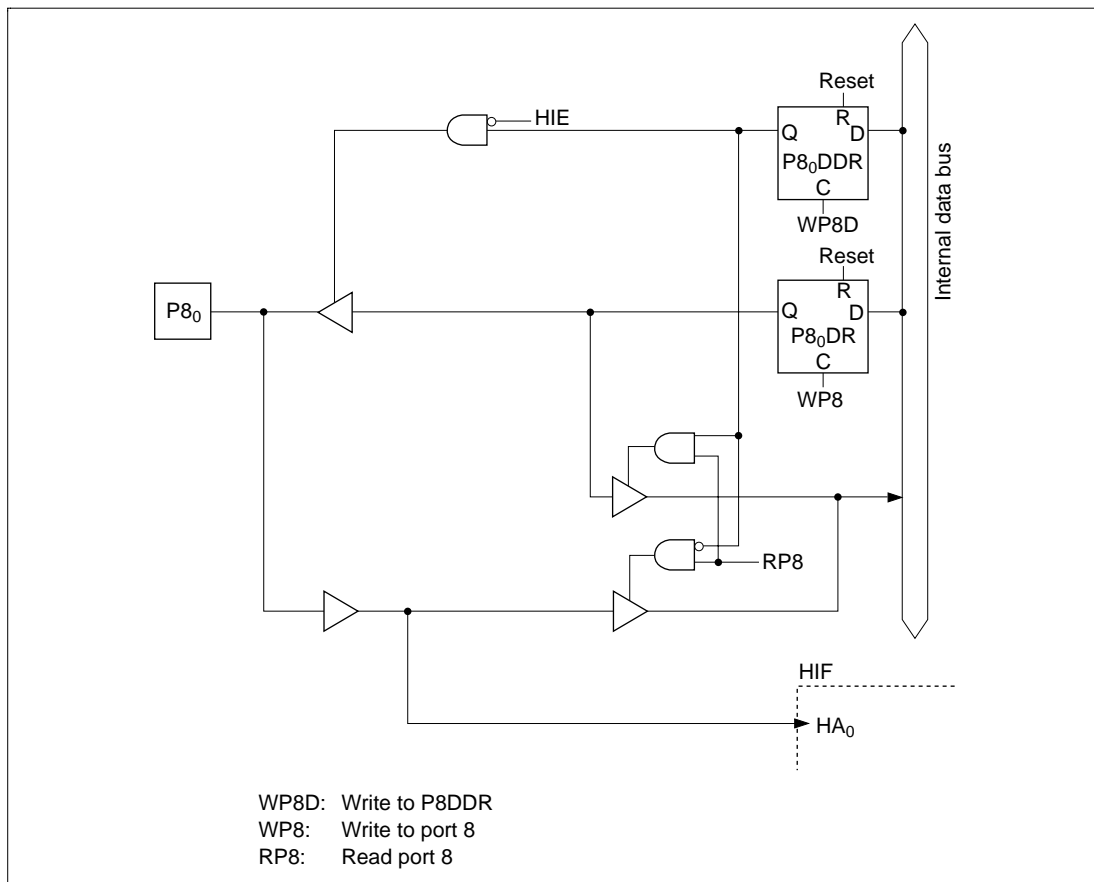 Reset
HIE
R
Q
D
P8₀DDR
C
WP8D
Reset
R
Q
D
P8₀DR
C
WP8
P8₀
Internal data bus
RP8
HIF
HA₀
WP8D: Write to P8DDR
WP8: Write to port 8
RP8: Read port 8